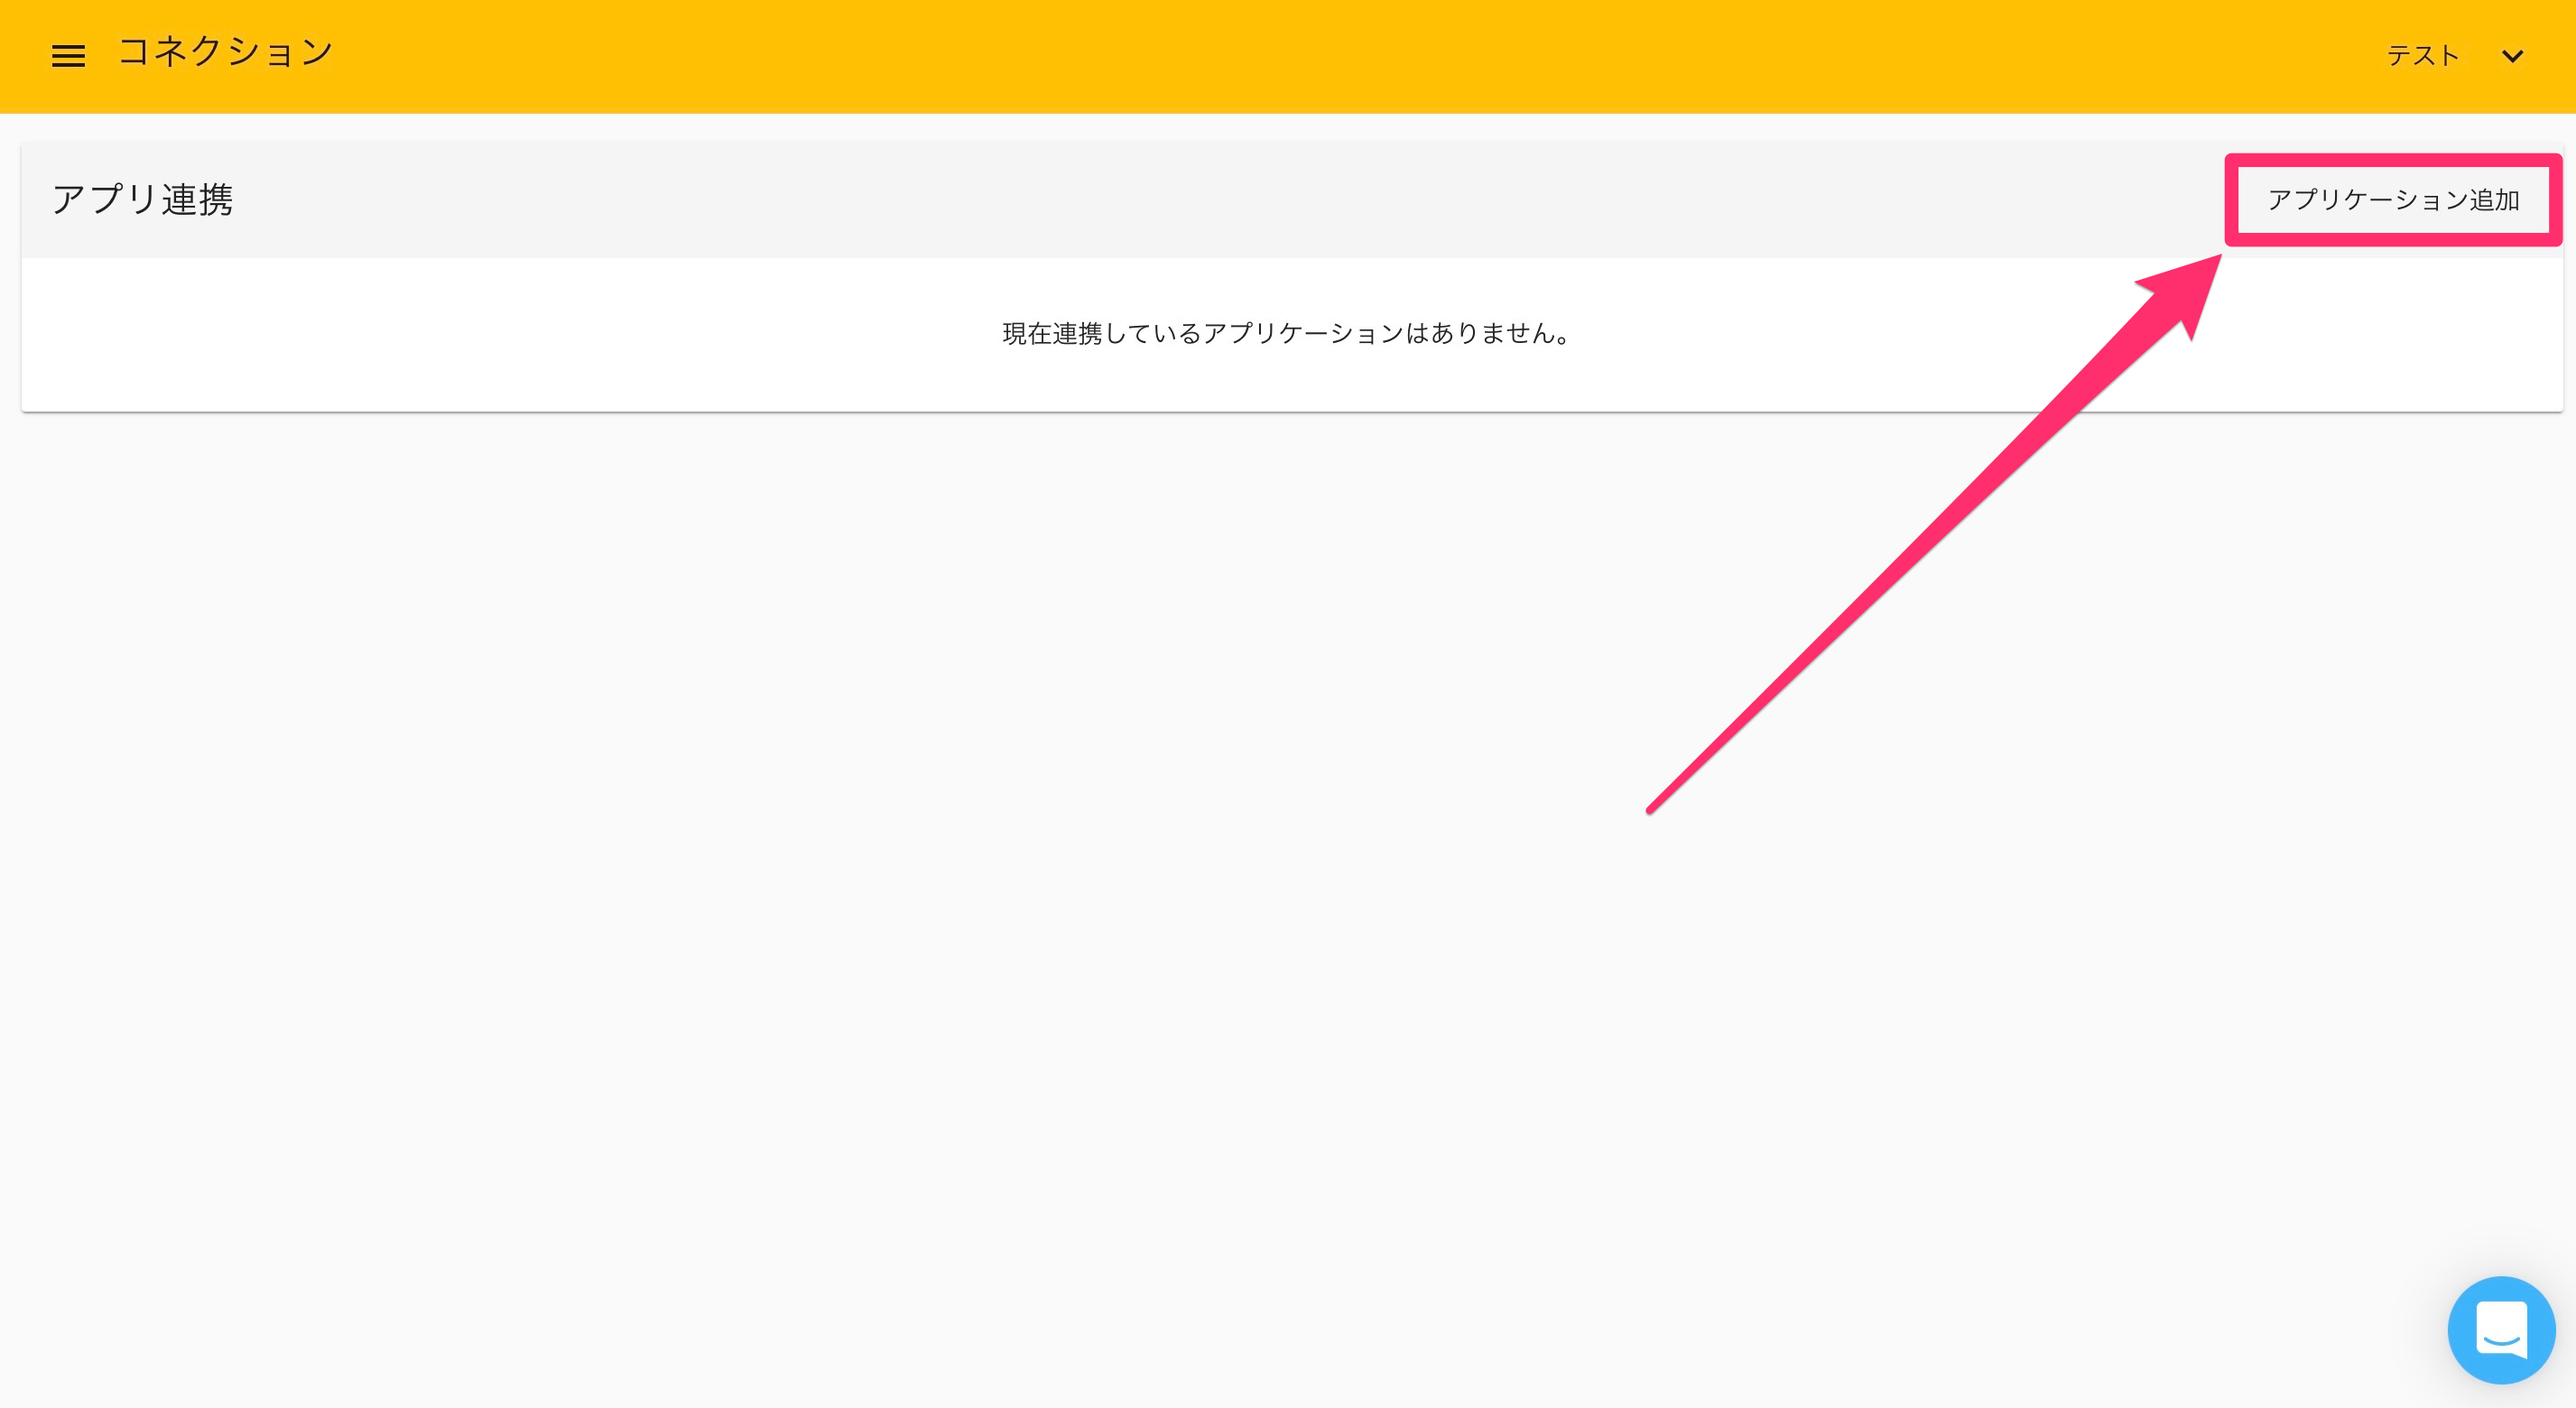 コネクション
テスト
アプリ連携
アプリケーション追加
現在連携しているアプリケーションはありません。